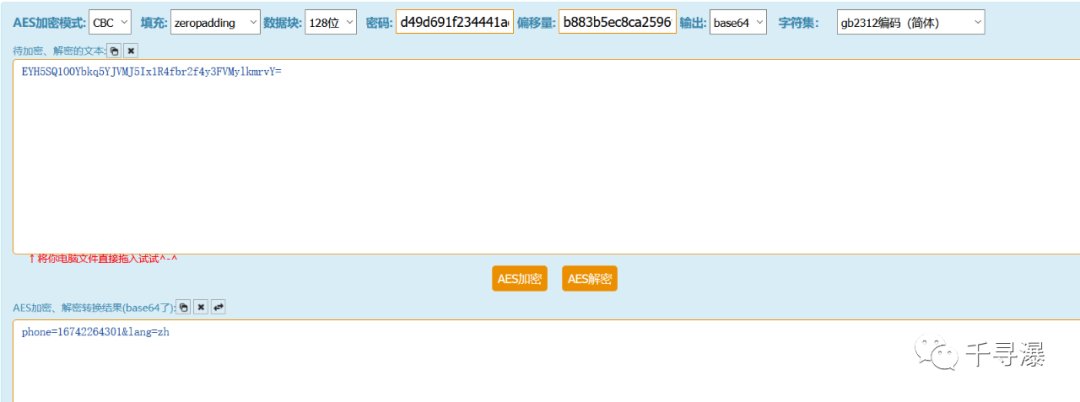 AES加密模式: CBC 填充: zeropadding 数据块: 128位 密码: d49d691f234441a 偏移量: b883b5ec8ca2596 输出: base64 字符集: gb2312编码（简体）
待加密、解密的文本:
EYH5SQ100Ybkq5YJVMJ5Ix1R4fbr2f4y3FVMylkmrvY=
↑将你电脑文件直接拖入试试^-^
AES加密 AES解密
AES加密、解密转换结果(base64了):
phone=16742264301&lang=zh
千寻瀑